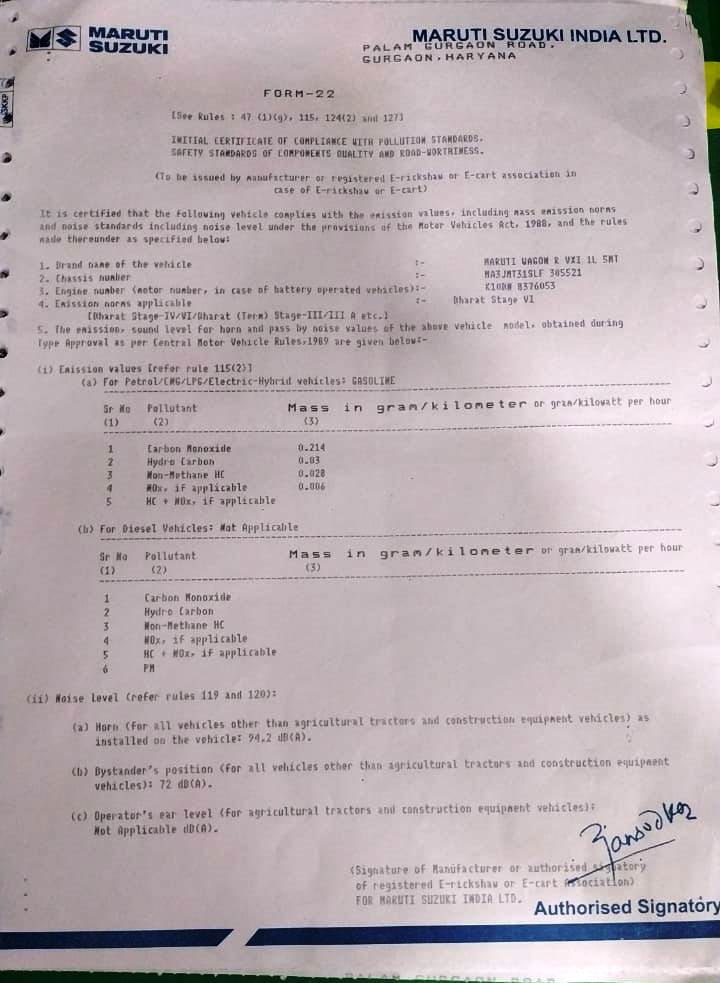 MARUTI SUZUKI
MARUTI SUZUKI INDIA LTD.
PALAM GURGAON ROAD,
GURGAON, HARYANA
FORM-22
[See Rules : 47 (1)(g), 115, 124(2) and 127]
INITIAL CERTIFICATE OF COMPLIANCE WITH POLLUTION STANDARDS,
SAFETY STANDARDS OF COMPONENTS QUALITY AND ROAD-WORTHINESS.
(To be issued by manufacturer or registered E-rickshaw or E-cart association in
case of E-rickshaw or E-cart)
It is certified that the following vehicle complies with the emission values, including mass emission norms
and noise standards including noise level under the provisions of the Motor Vehicles Act, 1988, and the rules
made thereunder as specified below:
1. Brand name of the vehicle :- MARUTI WAGON R VXI 1L 5MT
2. Chassis number :- MA3JMT31SLF 305521
3. Engine number (motor number, in case of battery operated vehicles):- K10BN 8376053
4. Emission norms applicable :- Bharat Stage VI
[Bharat Stage-IV/VI/Bharat (Term) Stage-III/III A etc.]
5. The emission, sound level for horn and pass by noise values of the above vehicle model, obtained during
Type Approval as per Central Motor Vehicle Rules,1989 are given below:-
(i) Emission values [refer rule 115(2)]
(a) For Petrol/CNG/LPG/Electric-Hybrid vehicles: GASOLINE
Sr No Pollutant Mass in gram/kilometer or gram/kilowatt per hour
(1) (2) (3)
1 Carbon Monoxide 0.214
2 Hydro Carbon 0.03
3 Non-Methane HC 0.028
4 NOx, if applicable 0.006
5 HC + NOx, if applicable
(b) For Diesel Vehicles: Not Applicable
Sr No Pollutant Mass in gram/kilometer or gram/kilowatt per hour
(1) (2) (3)
1 Carbon Monoxide
2 Hydro Carbon
3 Non-Methane HC
4 NOx, if applicable
5 HC + NOx, if applicable
6 PM
(ii) Noise Level (refer rules 119 and 120):
(a) Horn (for all vehicles other than agricultural tractors and construction equipment vehicles) as
installed on the vehicle: 94.2 dB(A).
(b) Bystander's position (for all vehicles other than agricultural tractors and construction equipment
vehicles): 72 dB(A).
(c) Operator's ear level (for agricultural tractors and construction equipment vehicles):
Not Applicable dB(A).
(Signature of Manufacturer or authorised signatory
of registered E-rickshaw or E-cart Association)
FOR MARUTI SUZUKI INDIA LTD.
Authorised Signatory
PALAM GURGAON ROAD